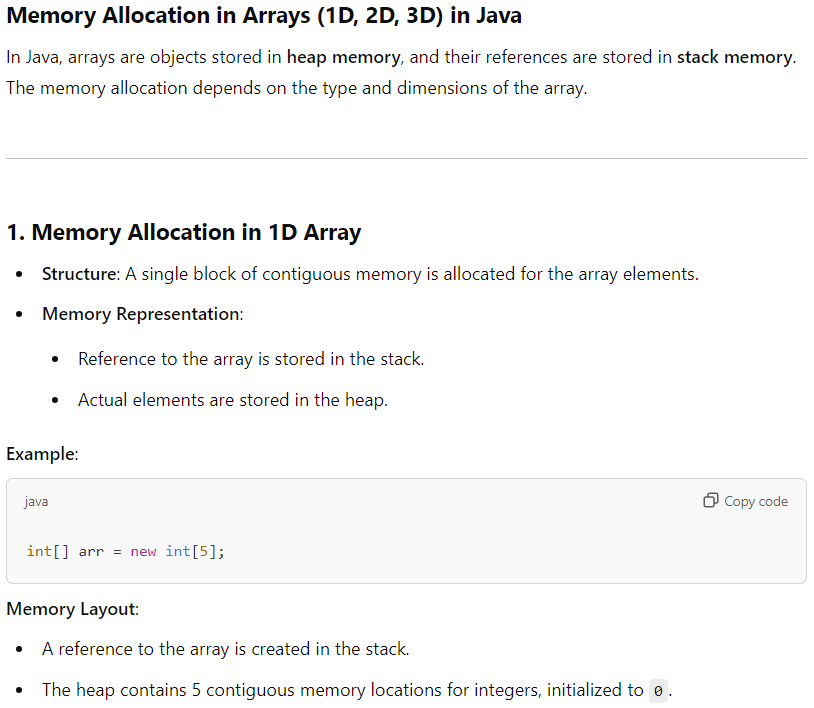 Memory Allocation in Arrays (1D, 2D, 3D) in Java
In Java, arrays are objects stored in heap memory, and their references are stored in stack memory.
The memory allocation depends on the type and dimensions of the array.
1. Memory Allocation in 1D Array
• Structure: A single block of contiguous memory is allocated for the array elements.
• Memory Representation:
• Reference to the array is stored in the stack.
• Actual elements are stored in the heap.
Example:
java Copy code
int[] arr = new int[5];
Memory Layout:
• A reference to the array is created in the stack.
• The heap contains 5 contiguous memory locations for integers, initialized to 0.